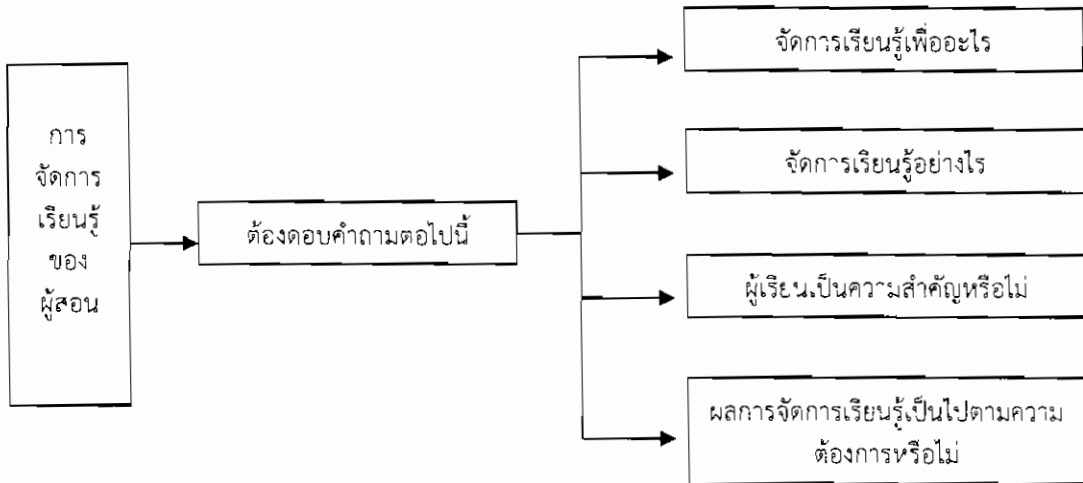 การ
จัดการ
เรียนรู้
ของ
ผู้สอน
ต้องตอบคำถามตอไปนี้
จัดการเรียนรู้เพื่ออะไร
จัดการเรียนรู้อย่างไร
ผู้เรียนเป็นความสำคัญหรือไม่
ผลการจัดการเรียนรู้เป็นไปตามความ
ต้องการหรือไม่